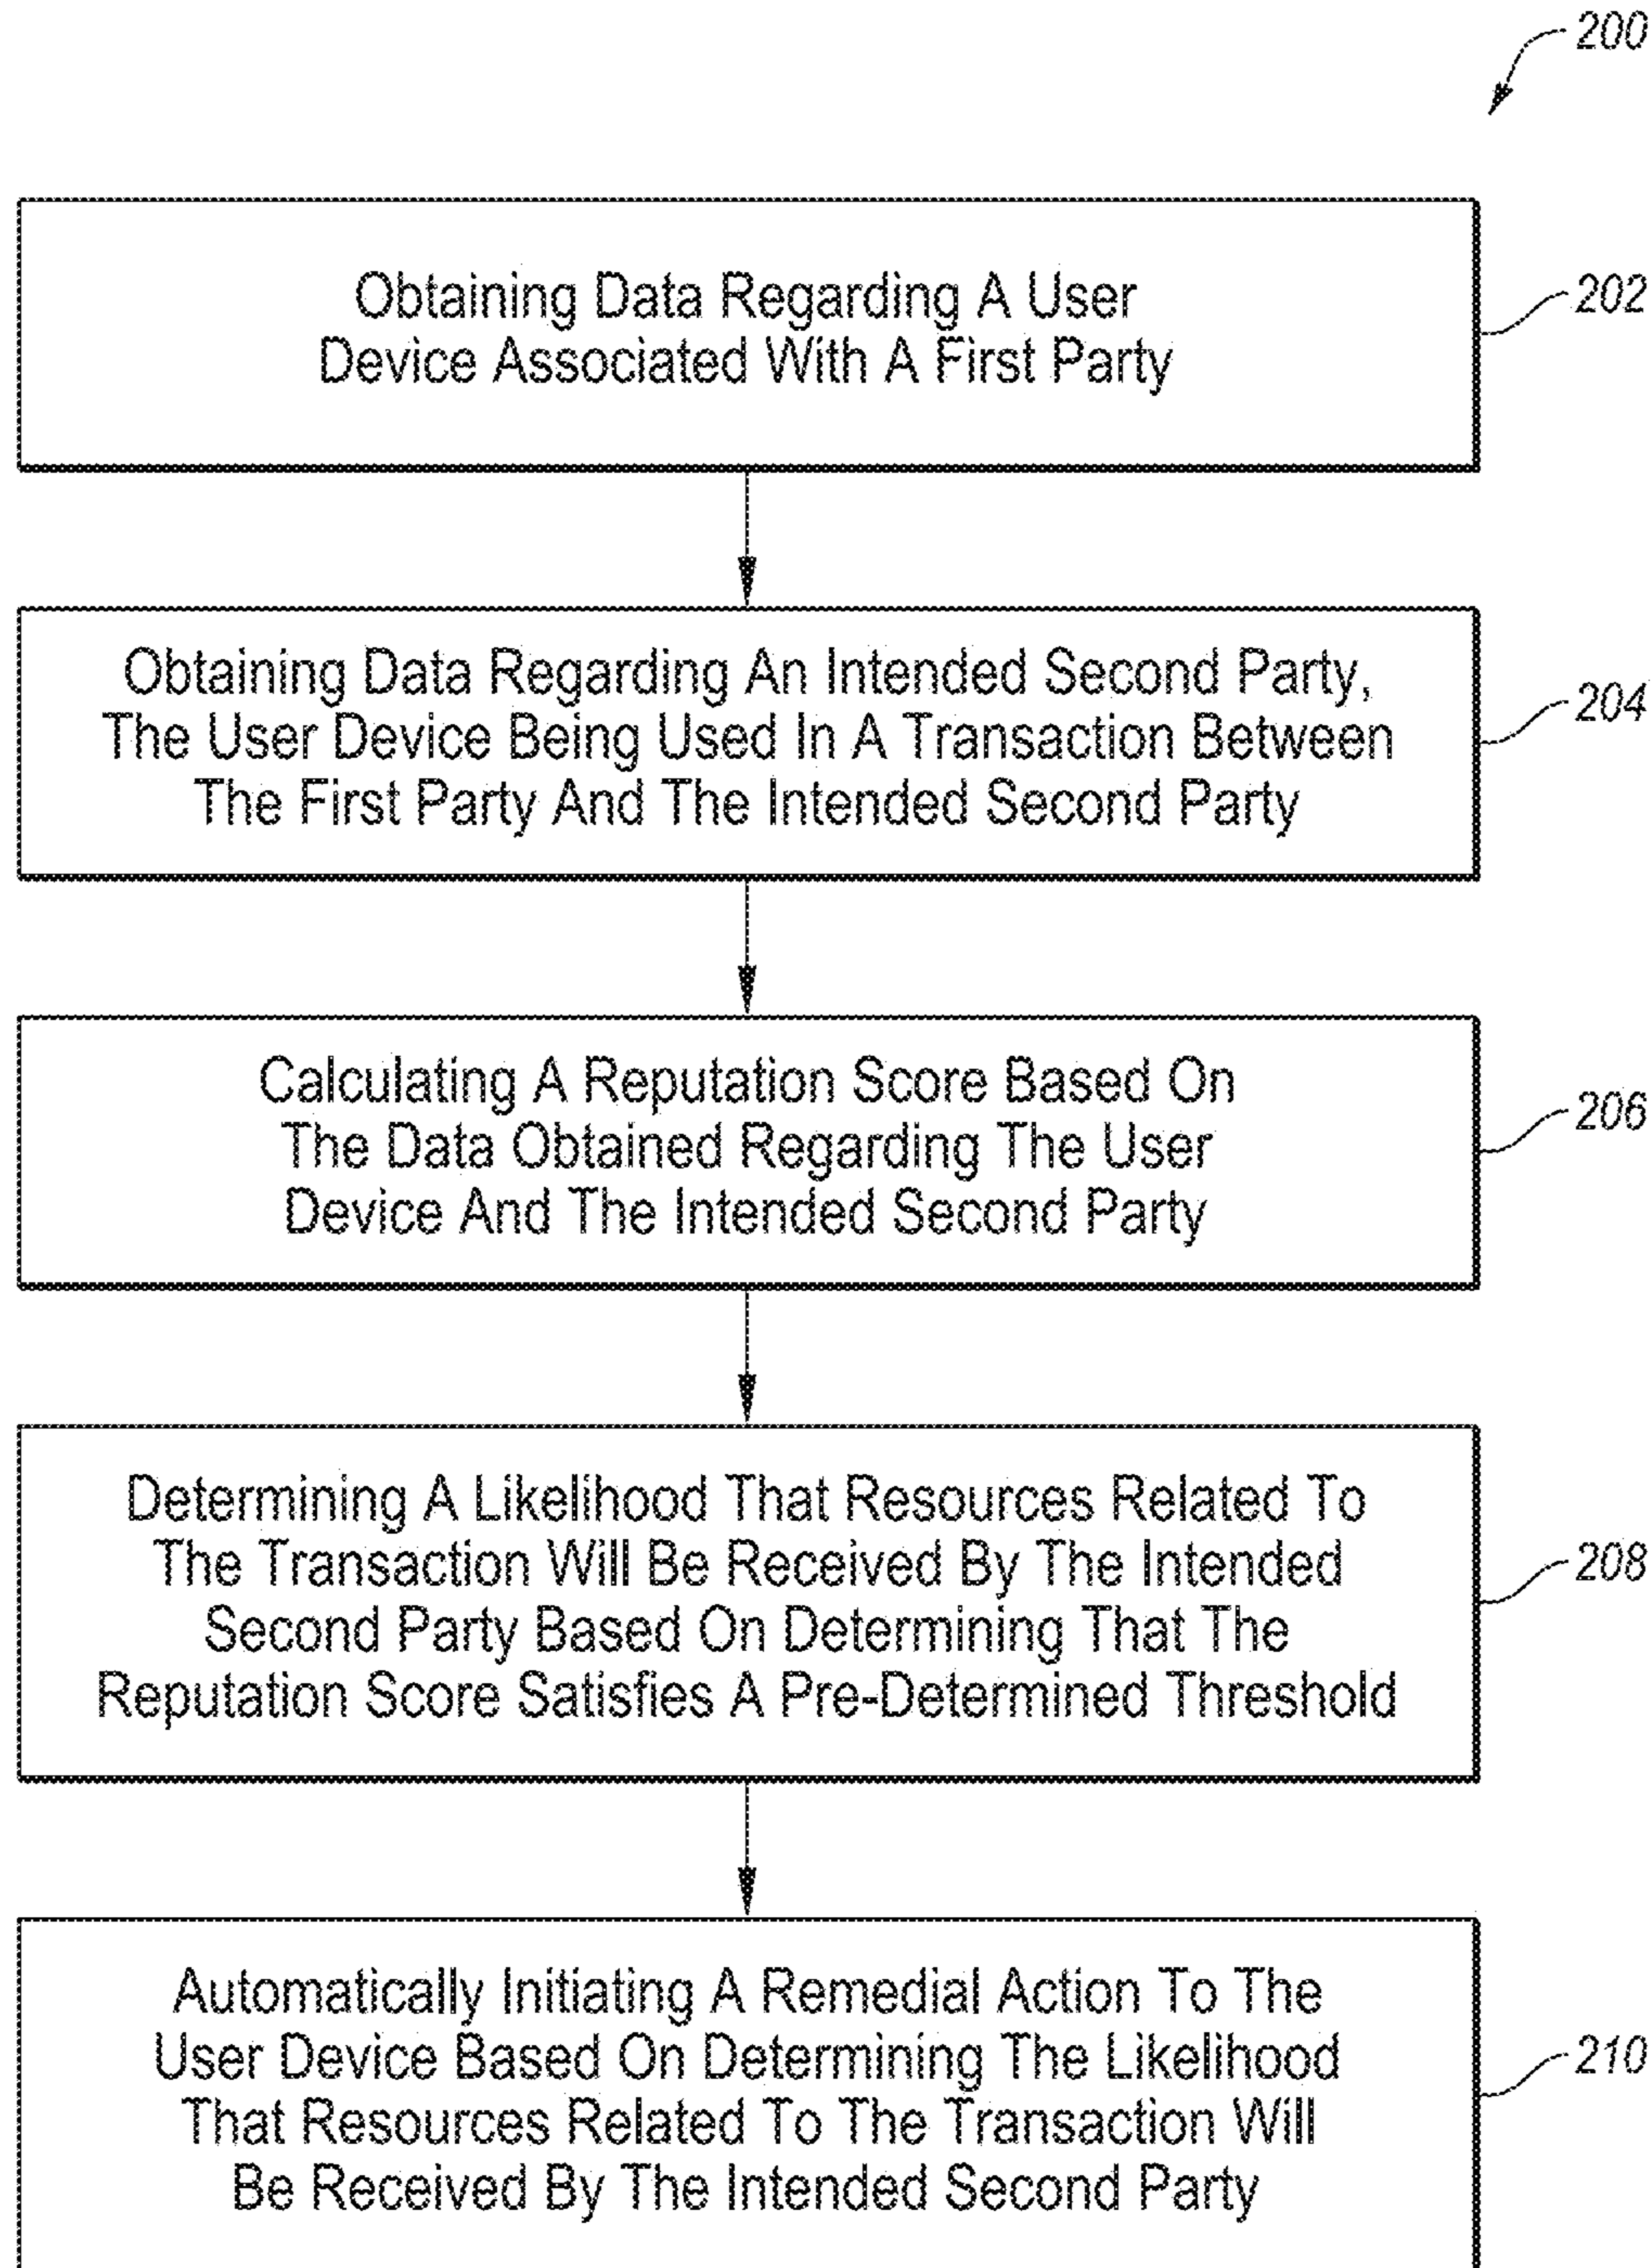 200
Obtaining Data Regarding A User
Device Associated With A First Party
202
Obtaining Data Regarding An Intended Second Party,
The User Device Being Used In A Transaction Between
The First Party And The Intended Second Party
204
Calculating A Reputation Score Based On
The Data Obtained Regarding The User
Device And The Intended Second Party
206
Determining A Likelihood That Resources Related To
The Transaction Will Be Received By The Intended
Second Party Based On Determining That The
Reputation Score Satisfies A Pre-Determined Threshold
208
Automatically Initiating A Remedial Action To The
User Device Based On Determining The Likelihood
That Resources Related To The Transaction Will
Be Received By The Intended Second Party
210